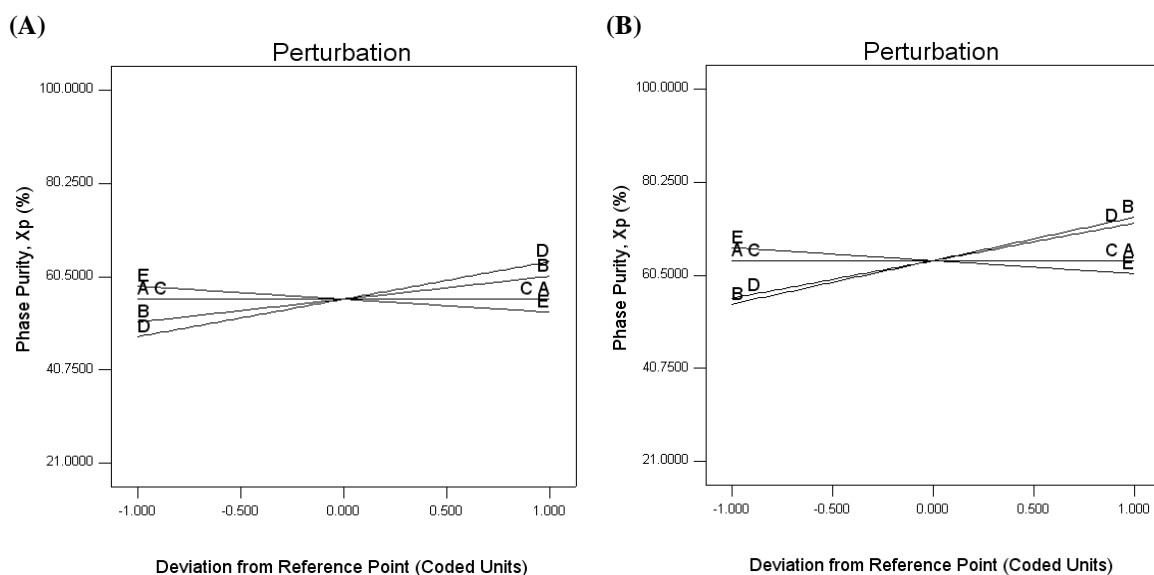 (A)
Perturbation
Phase Purity, Xp (%)
100.0000
80.2500
60.5000
40.7500
21.0000
E
A C
B
D
D
B
C A
E
-1.000
-0.500
0.000
0.500
1.000
Deviation from Reference Point (Coded Units)
(B)
Perturbation
Phase Purity, Xp (%)
100.0000
80.2500
60.5000
40.7500
21.0000
E
A C
D
B
B
D
C A
E
-1.000
-0.500
0.000
0.500
1.000
Deviation from Reference Point (Coded Units)